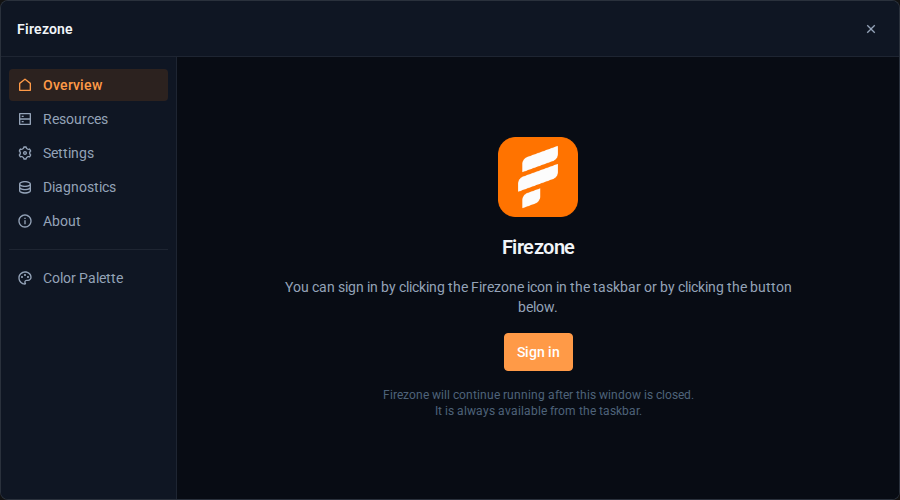 Firezone
Overview
Resources
Settings
Diagnostics
About
Color Palette
Firezone
You can sign in by clicking the Firezone icon in the taskbar or by clicking the button
below.
Sign in
Firezone will continue running after this window is closed.
It is always available from the taskbar.